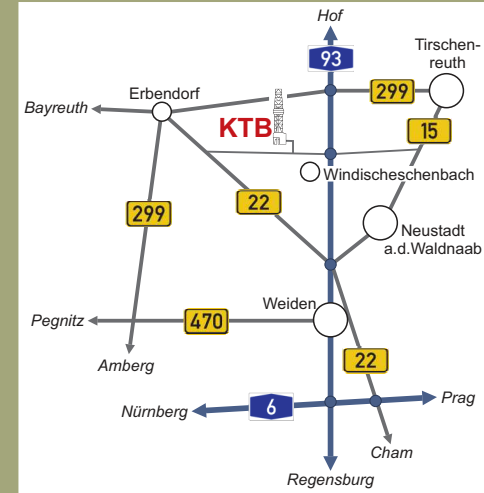 Hof
93
Tirschen-
reuth
Erbendorf
299
Bayreuth
KTB
15
Windischeschenbach
299
22
Neustadt
a.d.Waldnaab
Weiden
Pegnitz
470
22
Amberg
Prag
6
Nürnberg
Cham
Regensburg